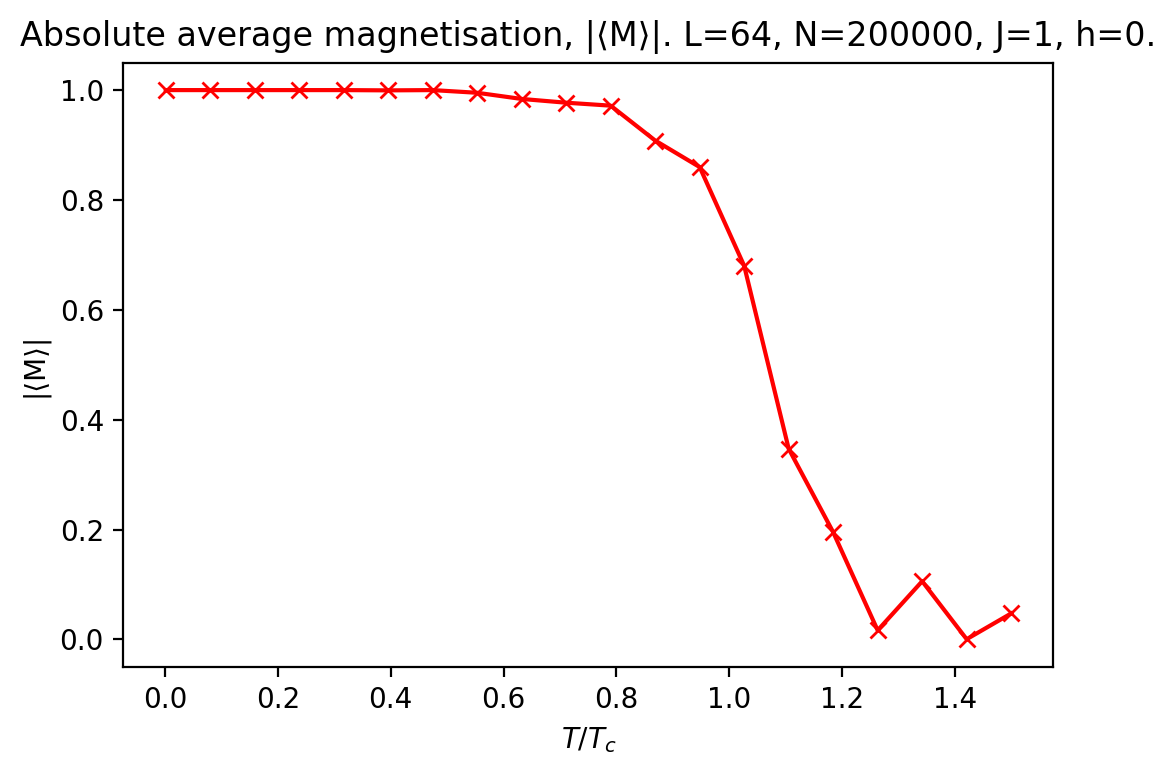 Absolute average magnetisation, |⟨M⟩|. L=64, N=200000, J=1, h=0.
1.0
0.8
0.6
0.4
0.2
0.0
|⟨M⟩|
0.0 0.2 0.4 0.6 0.8 1.0 1.2 1.4
T/Tc